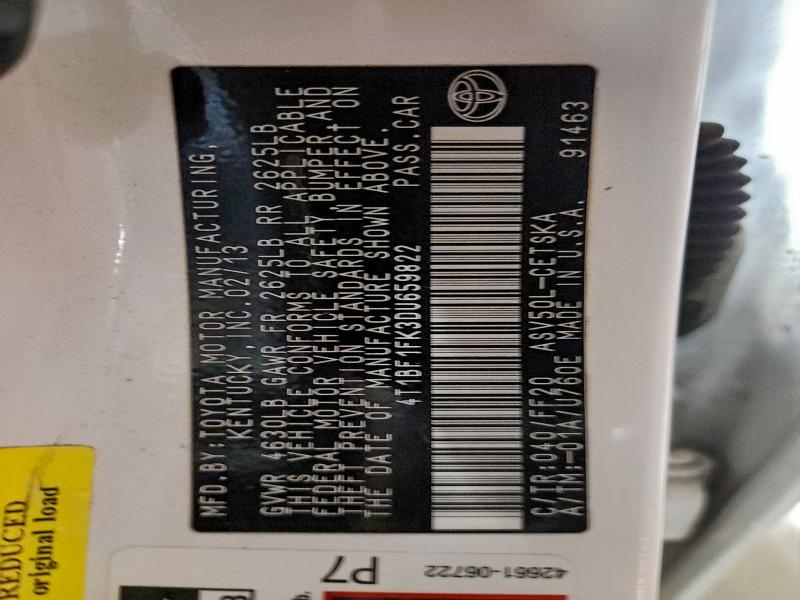 MFD.BY:TOYOTA MOTOR MANUFACTURING,
KENTUCKY,INC.02/13
GVWR 4630LB GAWR FR 2625LB RR 2625LB
THIS VEHICLE CONFORMS TO ALL APPLICABLE
FEDERAL MOTOR VEHICLE SAFETY BUMPER, AND
THEFT PREVENTION STANDARDS IN EFFECT ON
THE DATE OF MANUFACTURE SHOWN ABOVE.
4T1BF1FK3DU659822 PASS.CAR
C/TR:040/FF20 ASV50L-CETSKA
A/TM:-01A/U760E MADE IN U.S.A. 91463
REDUCED
original load
P7
42661-06722